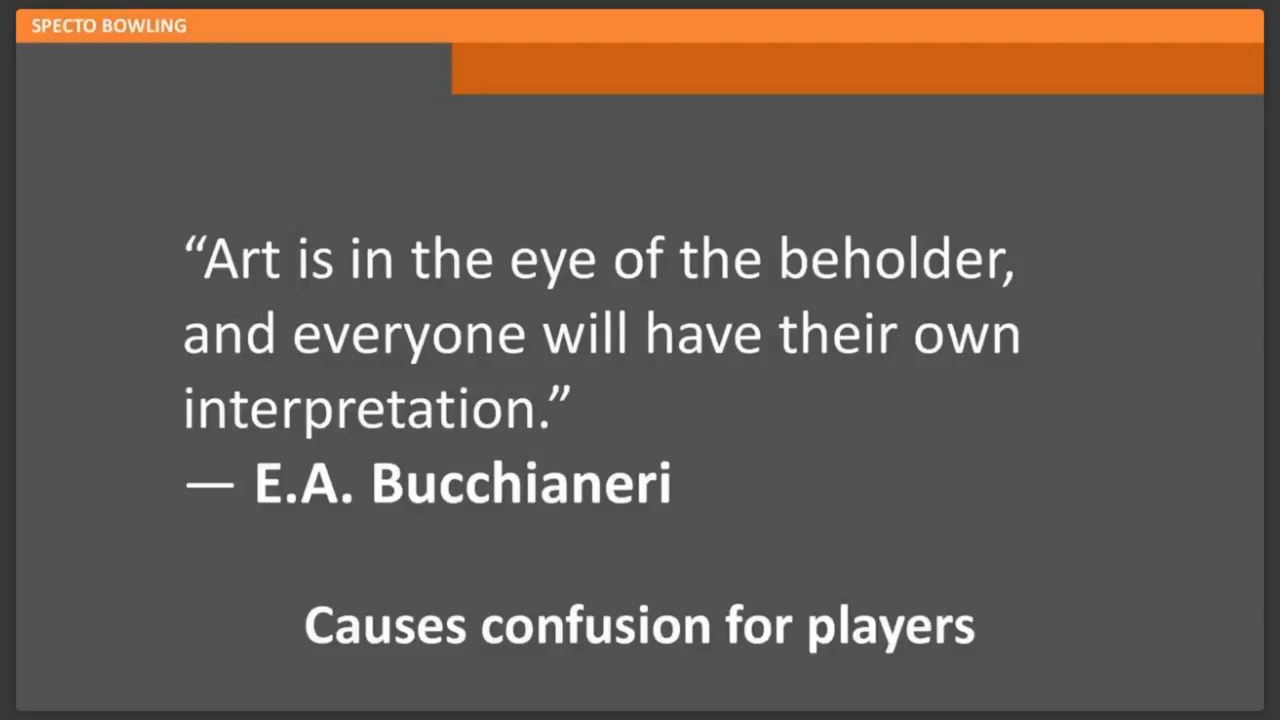 SPECTO BOWLING
“Art is in the eye of the beholder,
and everyone will have their own
interpretation.”
— E.A. Bucchianeri
Causes confusion for players